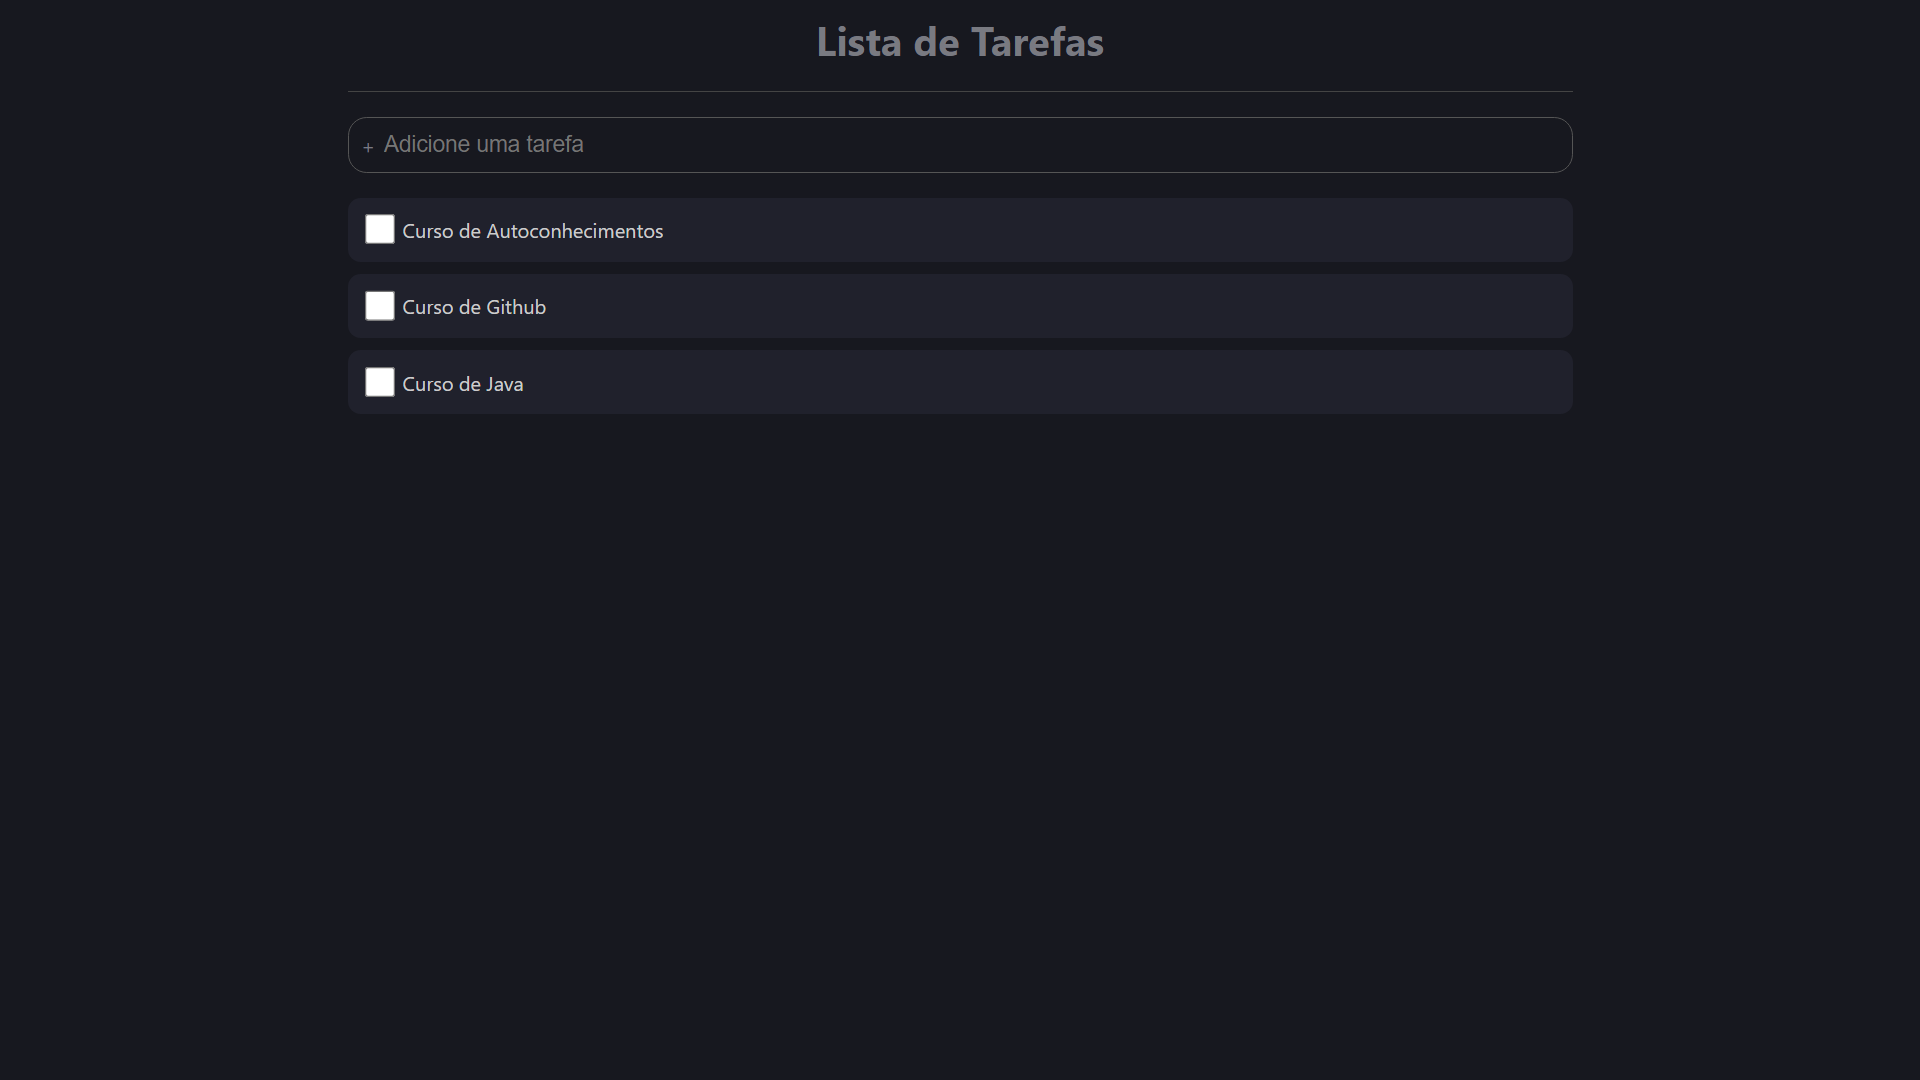 Lista de Tarefas
+ Adicione uma tarefa
Curso de Autoconhecimentos
Curso de Github
Curso de Java